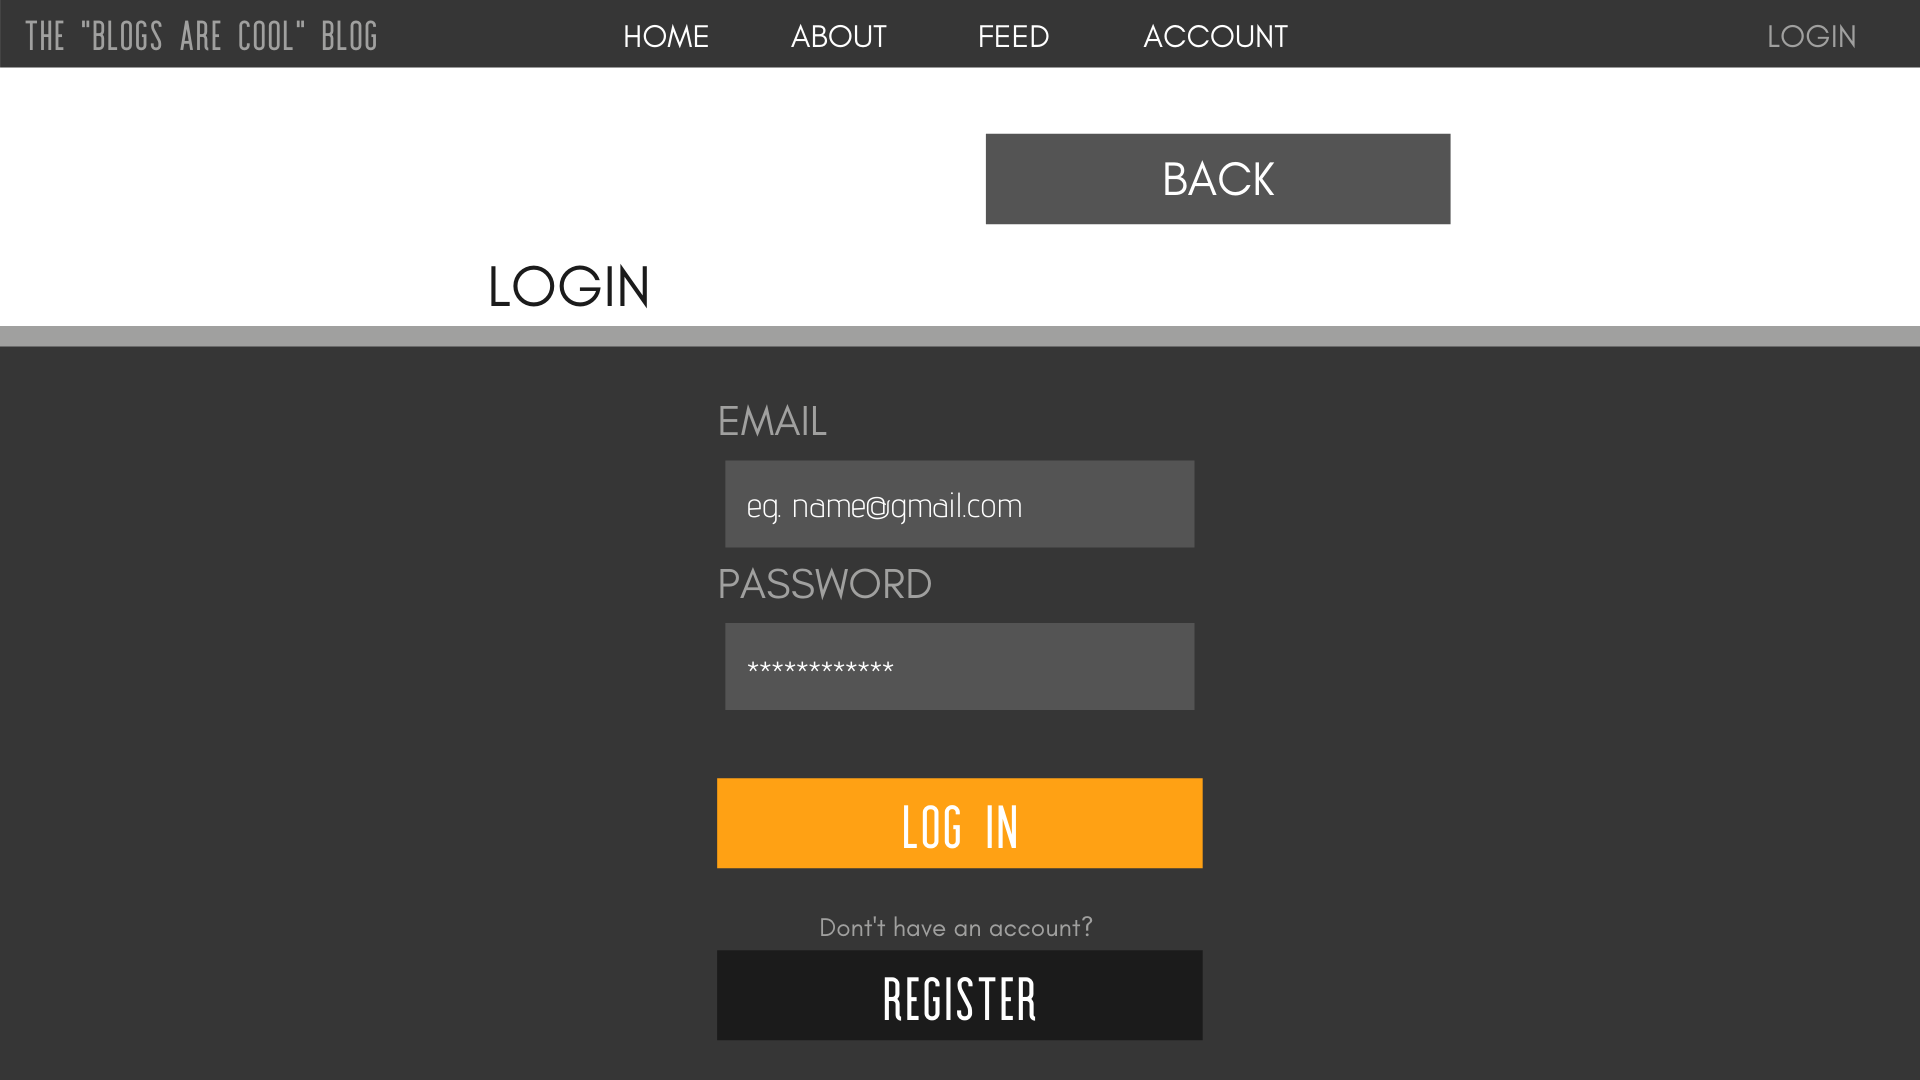 THE "BLOGS ARE COOL" BLOG
HOME
ABOUT
FEED
ACCOUNT
LOGIN
BACK
LOGIN
EMAIL
eg. name@gmail.com
PASSWORD
************
LOG IN
Dont't have an account?
REGISTER